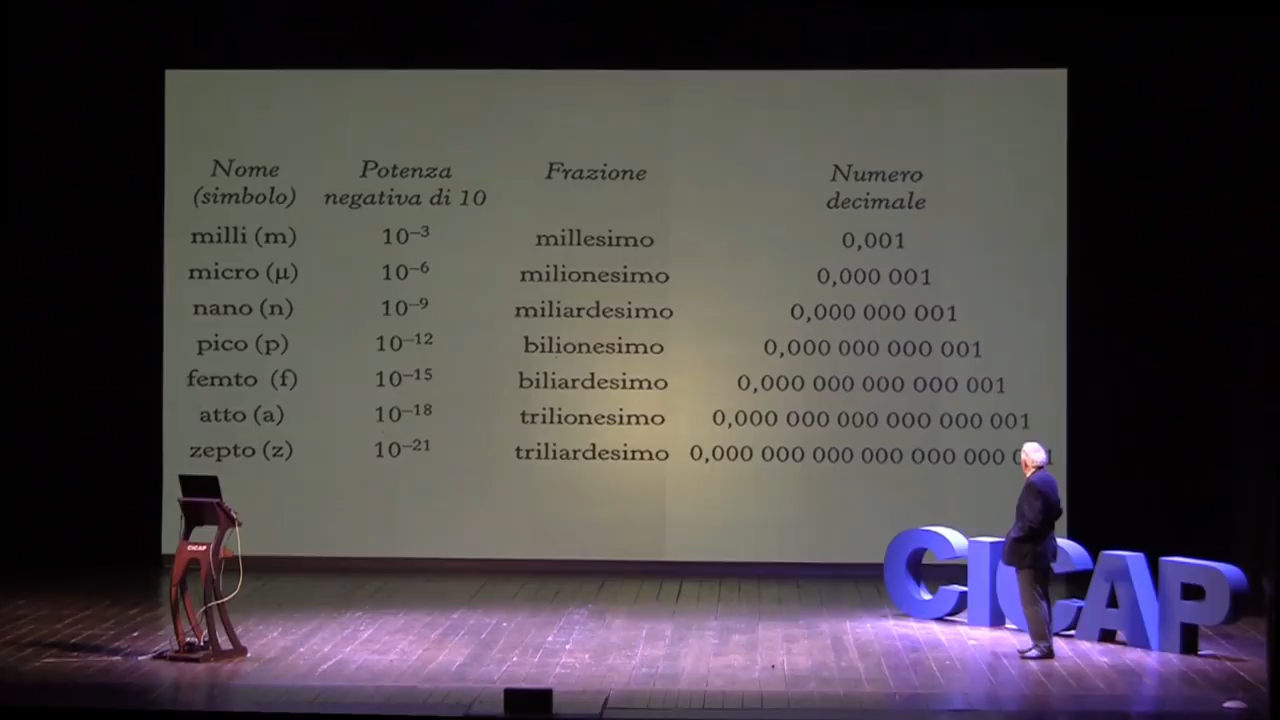 Nome Potenza Frazione Numero
(simbolo) negativa di 10 decimale
milli (m) 10⁻³ millesimo 0,001
micro (μ) 10⁻⁶ milionesimo 0,000 001
nano (n) 10⁻⁹ miliardesimo 0,000 000 001
pico (p) 10⁻¹² bilionesimo 0,000 000 000 001
femto (f) 10⁻¹⁵ biliardesimo 0,000 000 000 000 001
atto (a) 10⁻¹⁸ trilionesimo 0,000 000 000 000 000 001
zepto (z) 10⁻²¹ triliardesimo 0,000 000 000 000 000 000
CICAP
CICAP